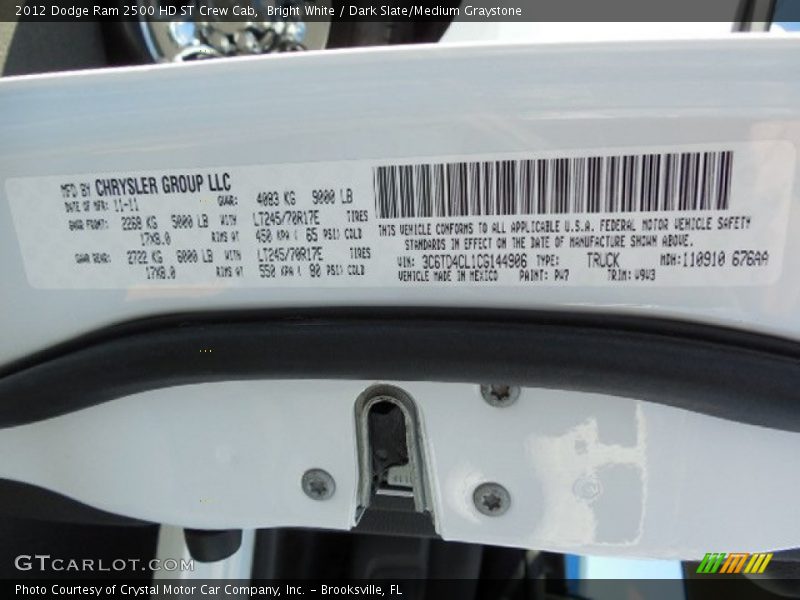 2012 Dodge Ram 2500 HD ST Crew Cab,  Bright White / Dark Slate/Medium Graystone
MFD BY CHRYSLER GROUP LLC
DATE OF MFR: 11-11 GVWR: 4083 KG 9000 LB
GAWR FRONT: 2268 KG 5000 LB WITH LT245/70R17E TIRES
17X8.0 RIMS AT 450 KPA ( 65 PSI) COLD
GAWR REAR: 2722 KG 6000 LB WITH LT245/70R17E TIRES
17X8.0 RIMS AT 550 KPA ( 80 PSI) COLD
THIS VEHICLE CONFORMS TO ALL APPLICABLE U.S.A. FEDERAL MOTOR VEHICLE SAFETY
STANDARDS IN EFFECT ON THE DATE OF MANUFACTURE SHOWN ABOVE.
VIN: 3C6TD4CL1CG144906 TYPE: TRUCK MDH: 110910 676AA
VEHICLE MADE IN MEXICO PAINT: PW7 TRIM: V9V3
GTCARLOT.COM
Photo Courtesy of Crystal Motor Car Company, Inc. – Brooksville, FL